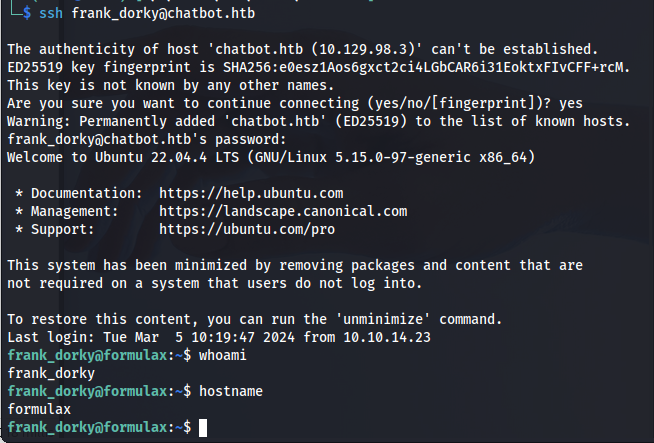 └─$ ssh frank_dorky@chatbot.htb
The authenticity of host 'chatbot.htb (10.129.98.3)' can't be established.
ED25519 key fingerprint is SHA256:e0esz1Aos6gxct2ci4LGbCAR6i31EoktxFIvCFF+rcM.
This key is not known by any other names.
Are you sure you want to continue connecting (yes/no/[fingerprint])? yes
Warning: Permanently added 'chatbot.htb' (ED25519) to the list of known hosts.
frank_dorky@chatbot.htb's password:
Welcome to Ubuntu 22.04.4 LTS (GNU/Linux 5.15.0-97-generic x86_64)
* Documentation:  https://help.ubuntu.com
* Management:     https://landscape.canonical.com
* Support:        https://ubuntu.com/pro
This system has been minimized by removing packages and content that are
not required on a system that users do not log into.
To restore this content, you can run the 'unminimize' command.
Last login: Tue Mar  5 10:19:47 2024 from 10.10.14.23
frank_dorky@formulax:~$ whoami
frank_dorky
frank_dorky@formulax:~$ hostname
formulax
frank_dorky@formulax:~$